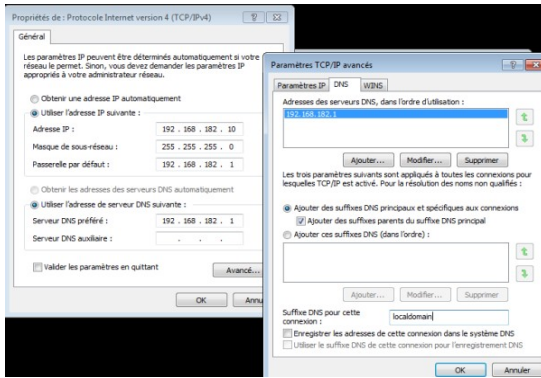 Propriétés de : Protocole Internet version 4 (TCP/IPv4)
Général
Les paramètres IP peuvent être déterminés automatiquement si votre
réseau le permet. Sinon, vous devez demander les paramètres IP
appropriés à votre administrateur réseau.
Obtenir une adresse IP automatiquement
Utiliser l'adresse IP suivante :
Adresse IP : 192 . 168 . 182 . 10
Masque de sous-réseau : 255 . 255 . 255 . 0
Passerelle par défaut : 192 . 168 . 182 . 1
Obtenir les adresses des serveurs DNS automatiquement
Utiliser l'adresse de serveur DNS suivante :
Serveur DNS préféré : 192 . 168 . 182 . 1
Serveur DNS auxiliaire : . . .
Valider les paramètres en quittant
Avancé...
OK Annu
Paramètres TCP/IP avancés
Paramètres IP DNS WINS
Adresses des serveurs DNS, dans l'ordre d'utilisation :
192.168.182.1
Ajouter... Modifier... Supprimer
Les trois paramètres suivants sont appliqués à toutes les connexions pour
lesquelles TCP/IP est activé. Pour la résolution des noms non qualifiés :
Ajouter des suffixes DNS principaux et spécifiques aux connexions
Ajouter des suffixes parents du suffixe DNS principal
Ajouter ces suffixes DNS (dans l'ordre) :
Ajouter... Modifier... Supprimer
Suffixe DNS pour cette
connexion : localdomain
Enregistrer les adresses de cette connexion dans le système DNS
Utiliser le suffixe DNS de cette connexion pour l'enregistrement DNS
OK Annuler